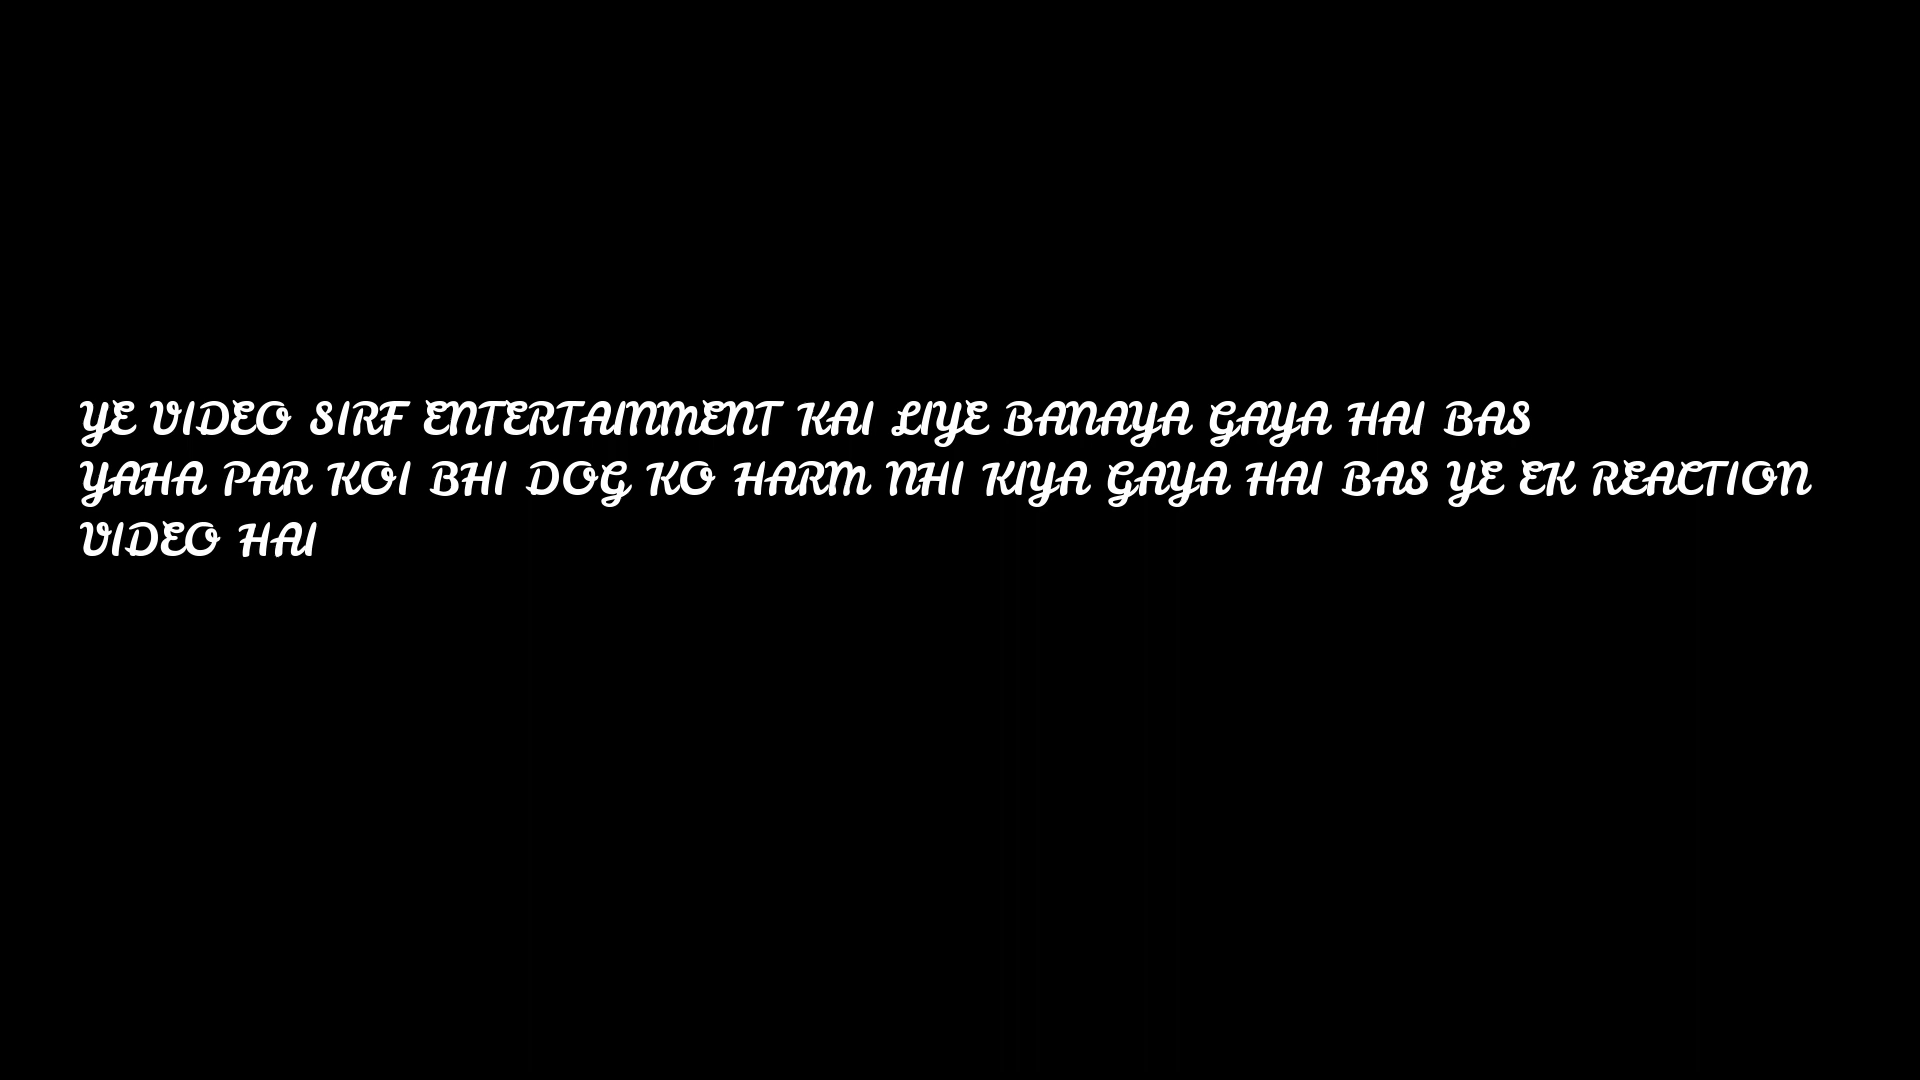 YE VIDEO SIRF ENTERTAINMENT KAI LIYE BANAYA GAYA HAI BAS
YAHA PAR KOI BHI DOG KO HARM NHI KIYA GAYA HAI BAS YE EK REACTION
VIDEO HAI